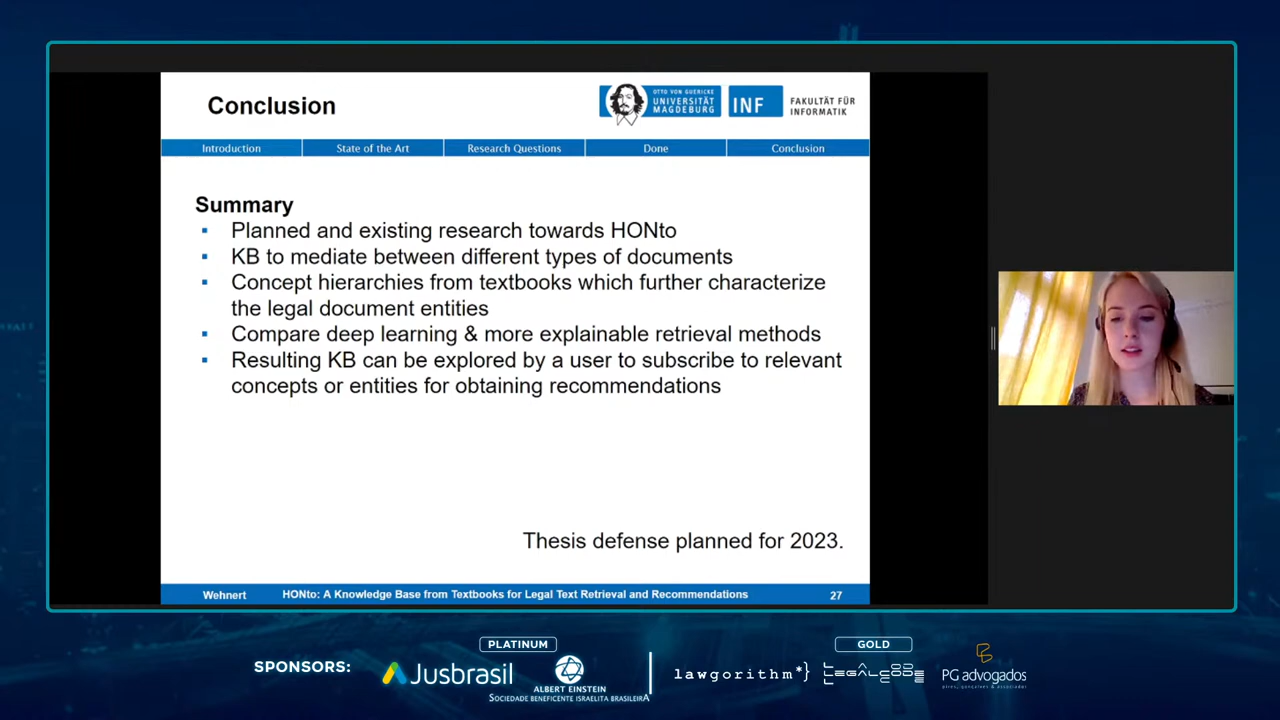 Conclusion
OTTO VON GUERICKE
UNIVERSITÄT
MAGDEBURG
INF
FAKULTÄT FÜR
INFORMATIK
Introduction
State of the Art
Research Questions
Done
Conclusion
Summary
Planned and existing research towards HONto
KB to mediate between different types of documents
Concept hierarchies from textbooks which further characterize
the legal document entities
Compare deep learning & more explainable retrieval methods
Resulting KB can be explored by a user to subscribe to relevant
concepts or entities for obtaining recommendations
Thesis defense planned for 2023.
Wehnert
HONto: A Knowledge Base from Textbooks for Legal Text Retrieval and Recommendations
27
SPONSORS:
PLATINUM
Jusbrasil
ALBERT EINSTEIN
SOCIEDADE BENEFICENTE ISRAELITA BRASILEIRA
GOLD
lawgorithm*}
PG advogados